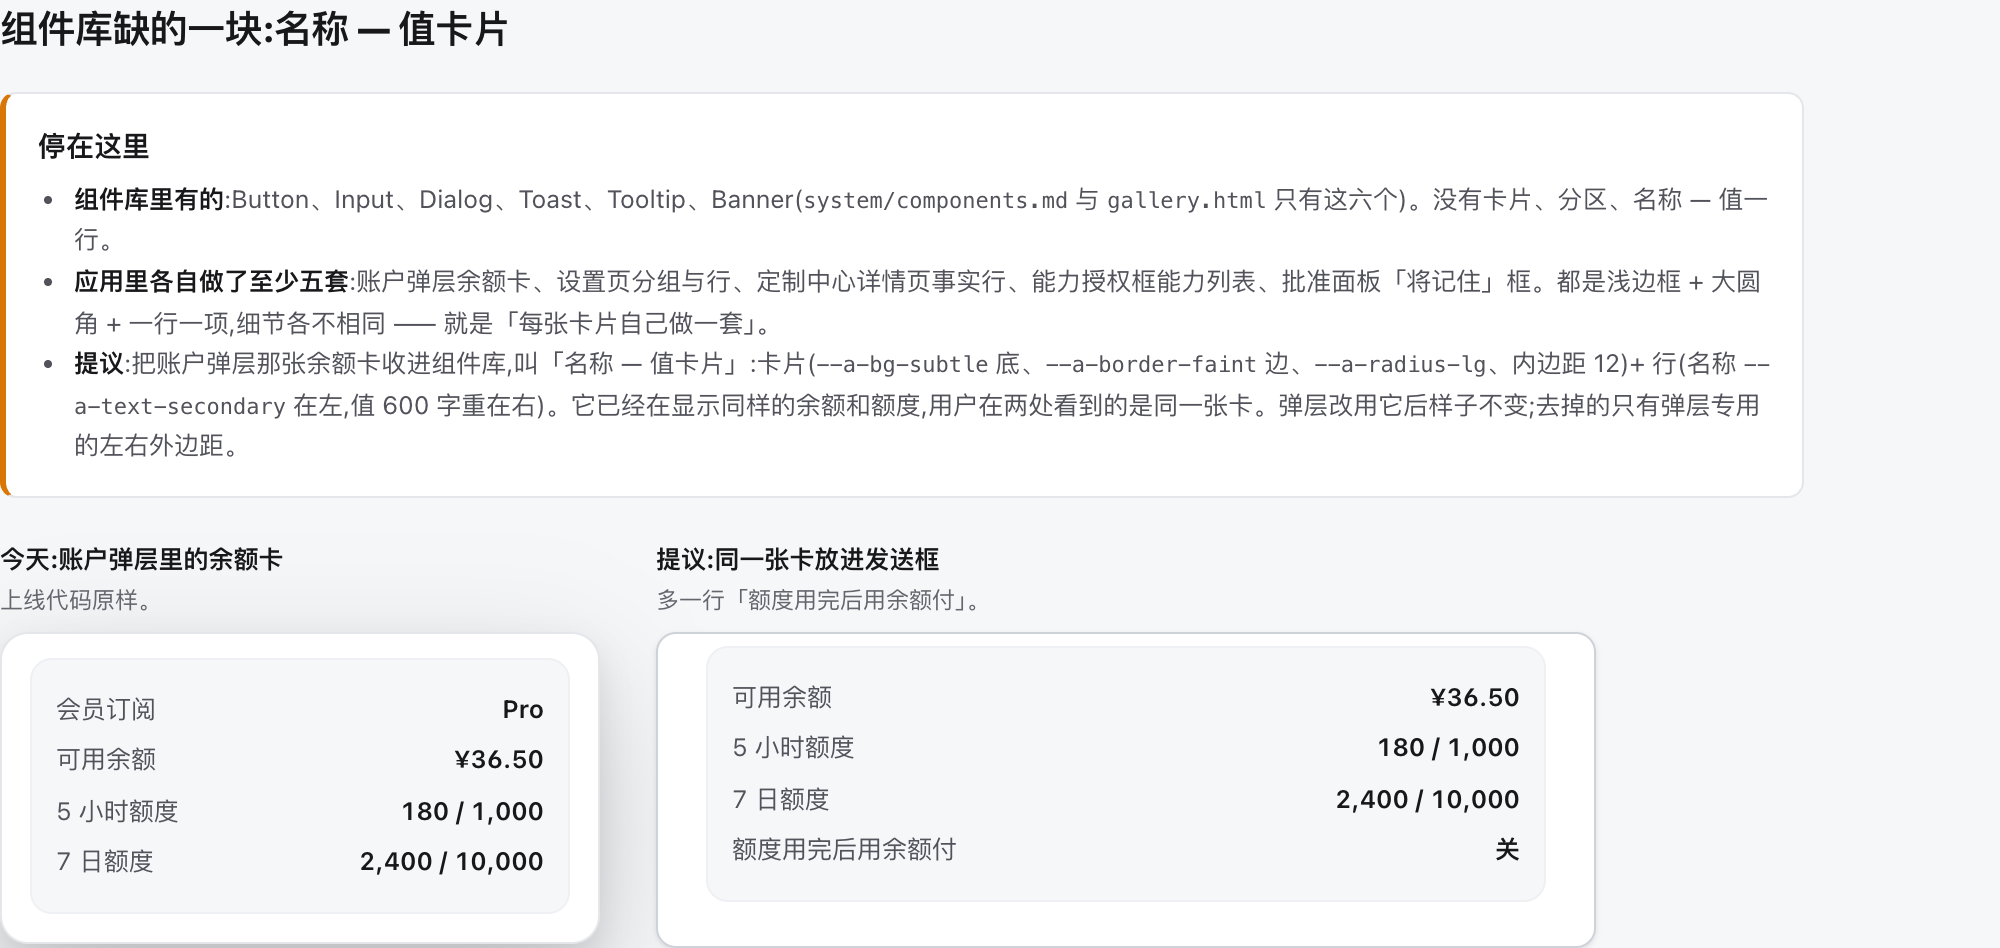 组件库缺的一块:名称 — 值卡片
停在这里
• 组件库里有的:Button、Input、Dialog、Toast、Tooltip、Banner(system/components.md 与 gallery.html 只有这六个)。没有卡片、分区、名称 — 值一
行。
• 应用里各自做了至少五套:账户弹层余额卡、设置页分组与行、定制中心详情页事实行、能力授权框能力列表、批准面板「将记住」框。都是浅边框 + 大圆
角 + 一行一项,细节各不相同 —— 就是「每张卡片自己做一套」。
• 提议:把账户弹层那张余额卡收进组件库,叫「名称 — 值卡片」:卡片(--a-bg-subtle 底、--a-border-faint 边、--a-radius-lg、内边距 12)+ 行(名称 --
a-text-secondary 在左,值 600 字重在右)。它已经在显示同样的余额和额度,用户在两处看到的是同一张卡。弹层改用它后样子不变;去掉的只有弹层专用
的左右外边距。
今天:账户弹层里的余额卡
上线代码原样。
会员订阅 Pro
可用余额 ¥36.50
5 小时额度 180 / 1,000
7 日额度 2,400 / 10,000
提议:同一张卡放进发送框
多一行「额度用完后用余额付」。
可用余额 ¥36.50
5 小时额度 180 / 1,000
7 日额度 2,400 / 10,000
额度用完后用余额付 关